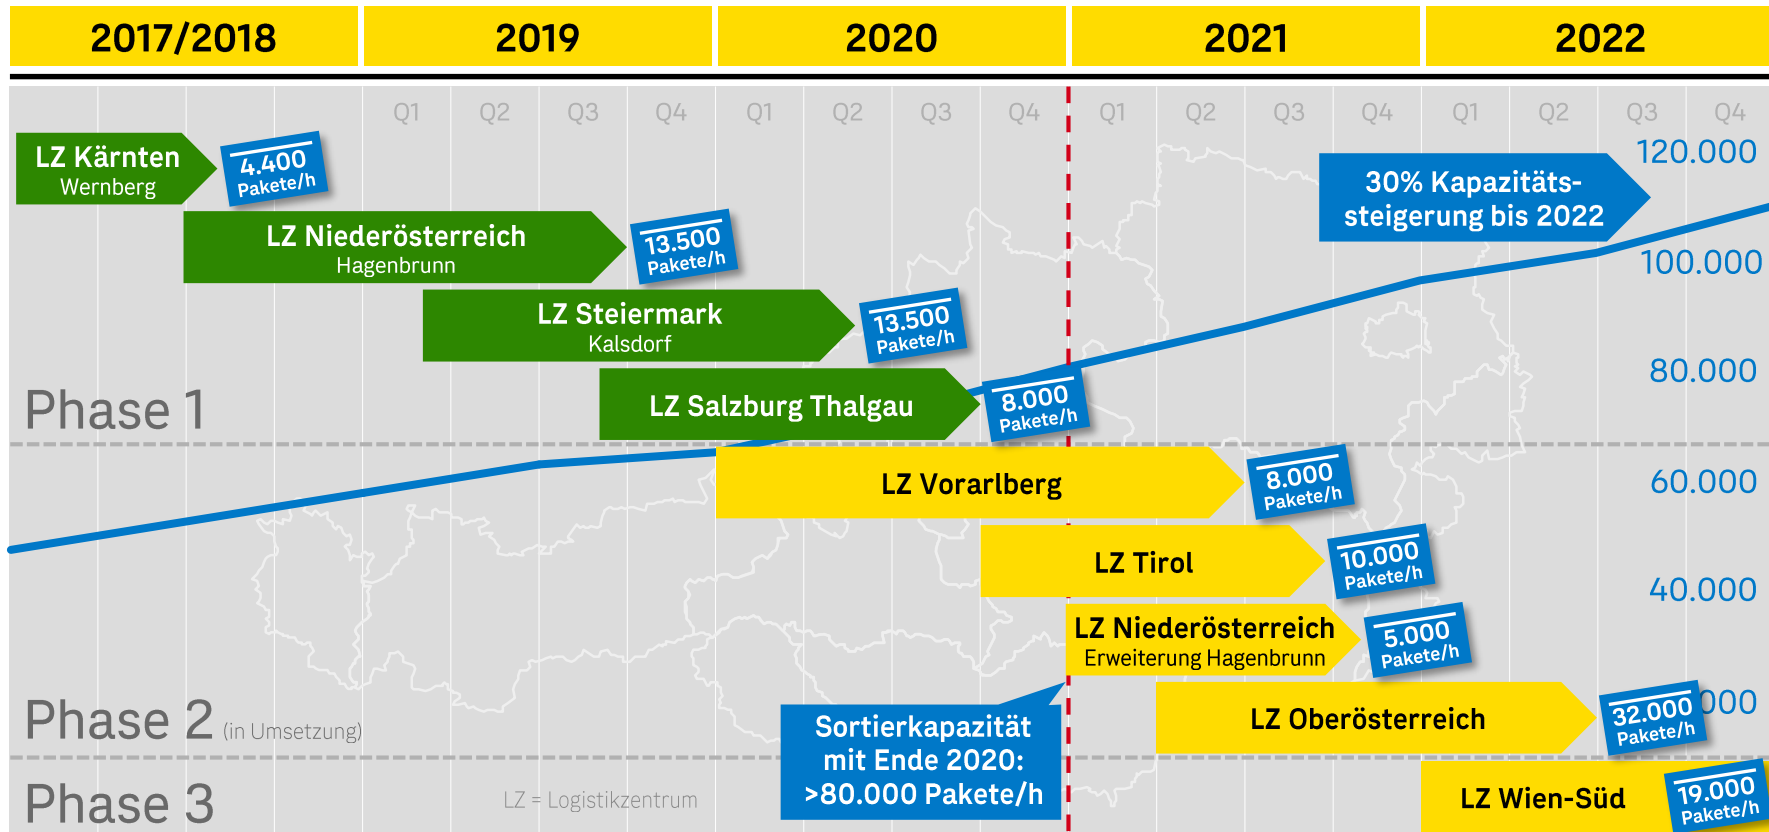 2017/2018 2019 2020 2021 2022
Q1 Q2 Q3 Q4 Q1 Q2 Q3 Q4 Q1 Q2 Q3 Q4 Q1 Q2 Q3 Q4
LZ Kärnten
Wernberg
4.400
Pakete/h
30% Kapazitäts-
steigerung bis 2022
120.000
LZ Niederösterreich
Hagenbrunn
13.500
Pakete/h
100.000
LZ Steiermark
Kalsdorf
13.500
Pakete/h
80.000
Phase 1
LZ Salzburg Thalgau
8.000
Pakete/h
LZ Vorarlberg
8.000
Pakete/h
60.000
LZ Tirol
10.000
Pakete/h
40.000
LZ Niederösterreich
Erweiterung Hagenbrunn
5.000
Pakete/h
Phase 2 (in Umsetzung)
Sortierkapazität
mit Ende 2020:
>80.000 Pakete/h
LZ Oberösterreich
32.000
Pakete/h
000
Phase 3
LZ = Logistikzentrum
LZ Wien-Süd
19.000
Pakete/h